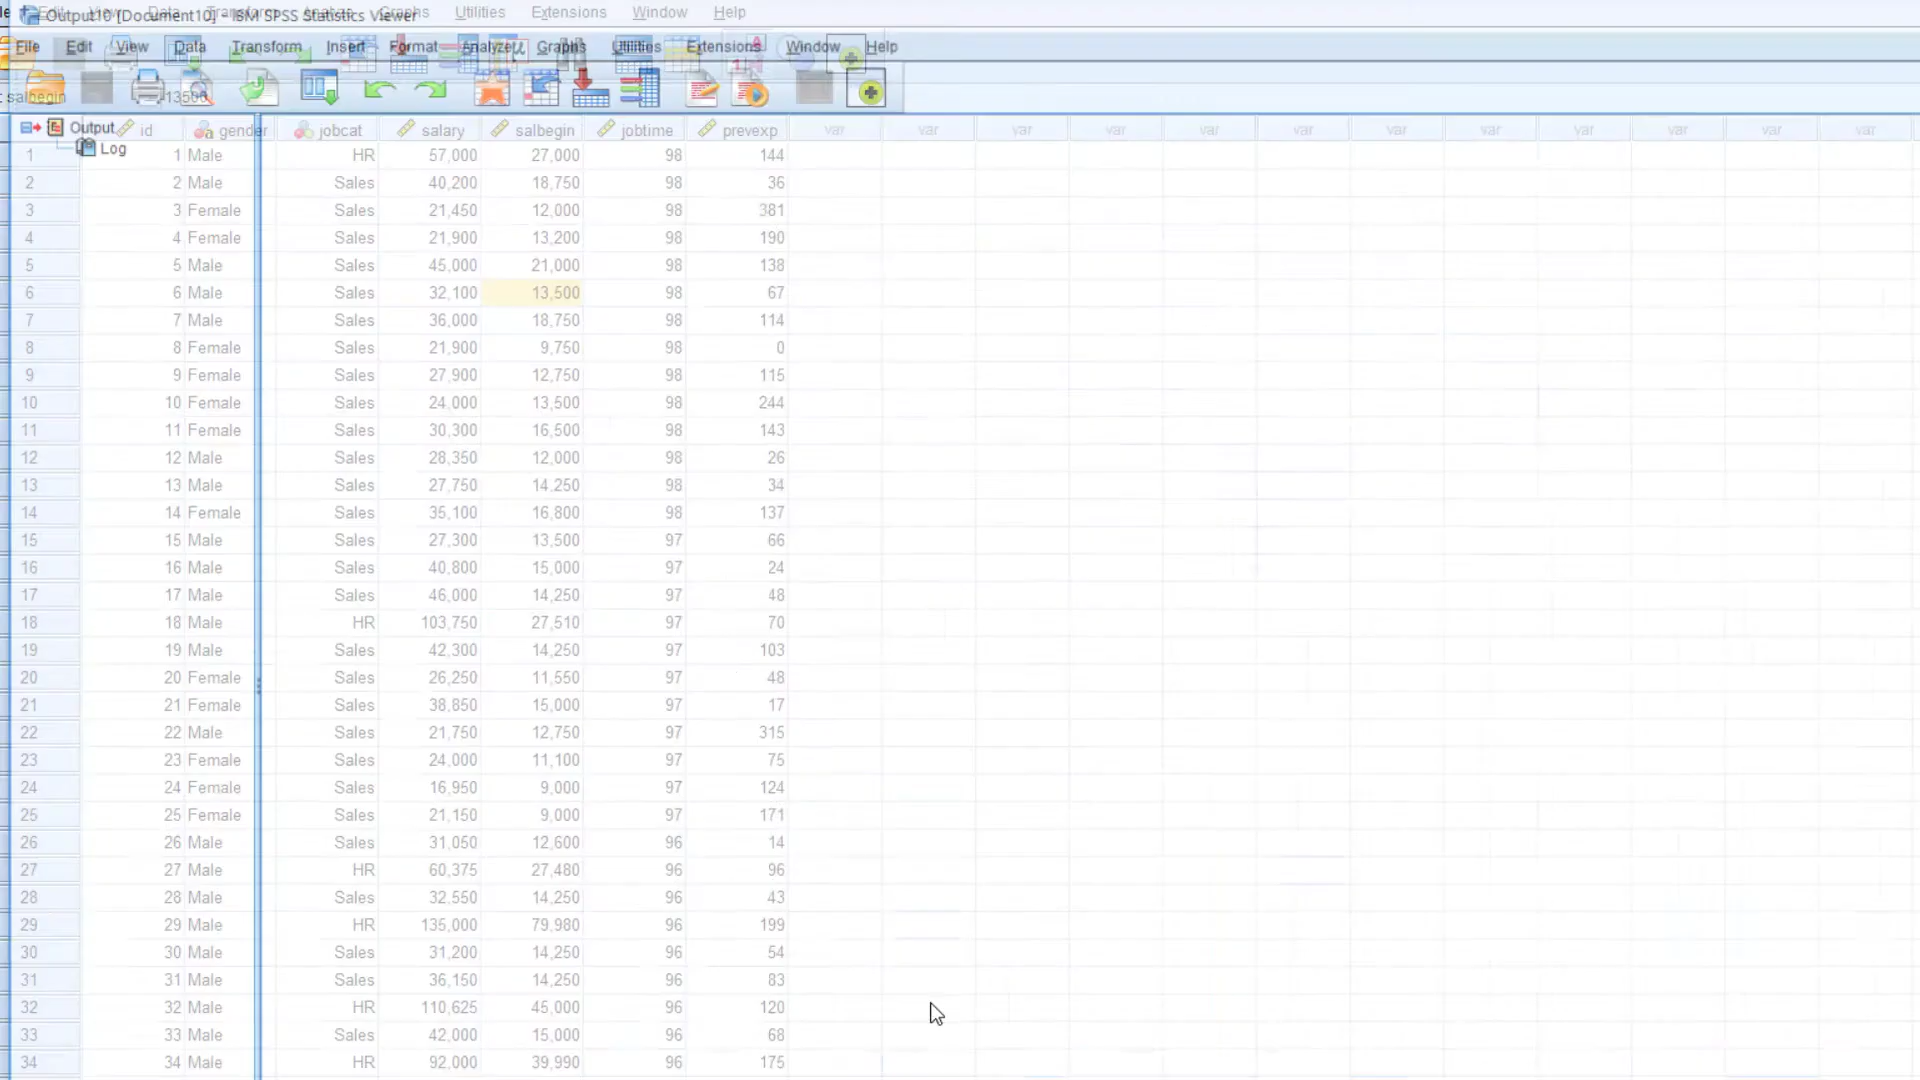 Output10 [Document10] - IBM SPSS Statistics Viewer
Graphs Utilities Extensions Window Help
File Edit View Data Transform Insert Format Analyze Graphs Utilities Extensions Window Help
salbegin 13500
Output
Log
id gender jobcat salary salbegin jobtime prevexp var var var var var var var var var var var var
1 1 Male HR 57,000 27,000 98 144
2 2 Male Sales 40,200 18,750 98 36
3 3 Female Sales 21,450 12,000 98 381
4 4 Female Sales 21,900 13,200 98 190
5 5 Male Sales 45,000 21,000 98 138
6 6 Male Sales 32,100 13,500 98 67
7 7 Male Sales 36,000 18,750 98 114
8 8 Female Sales 21,900 9,750 98 0
9 9 Female Sales 27,900 12,750 98 115
10 10 Female Sales 24,000 13,500 98 244
11 11 Female Sales 30,300 16,500 98 143
12 12 Male Sales 28,350 12,000 98 26
13 13 Male Sales 27,750 14,250 98 34
14 14 Female Sales 35,100 16,800 98 137
15 15 Male Sales 27,300 13,500 97 66
16 16 Male Sales 40,800 15,000 97 24
17 17 Male Sales 46,000 14,250 97 48
18 18 Male HR 103,750 27,510 97 70
19 19 Male Sales 42,300 14,250 97 103
20 20 Female Sales 26,250 11,550 97 48
21 21 Female Sales 38,850 15,000 97 17
22 22 Male Sales 21,750 12,750 97 315
23 23 Female Sales 24,000 11,100 97 75
24 24 Female Sales 16,950 9,000 97 124
25 25 Female Sales 21,150 9,000 97 171
26 26 Male Sales 31,050 12,600 96 14
27 27 Male HR 60,375 27,480 96 96
28 28 Male Sales 32,550 14,250 96 43
29 29 Male HR 135,000 79,980 96 199
30 30 Male Sales 31,200 14,250 96 54
31 31 Male Sales 36,150 14,250 96 83
32 32 Male HR 110,625 45,000 96 120
33 33 Male Sales 42,000 15,000 96 68
34 34 Male HR 92,000 39,990 96 175